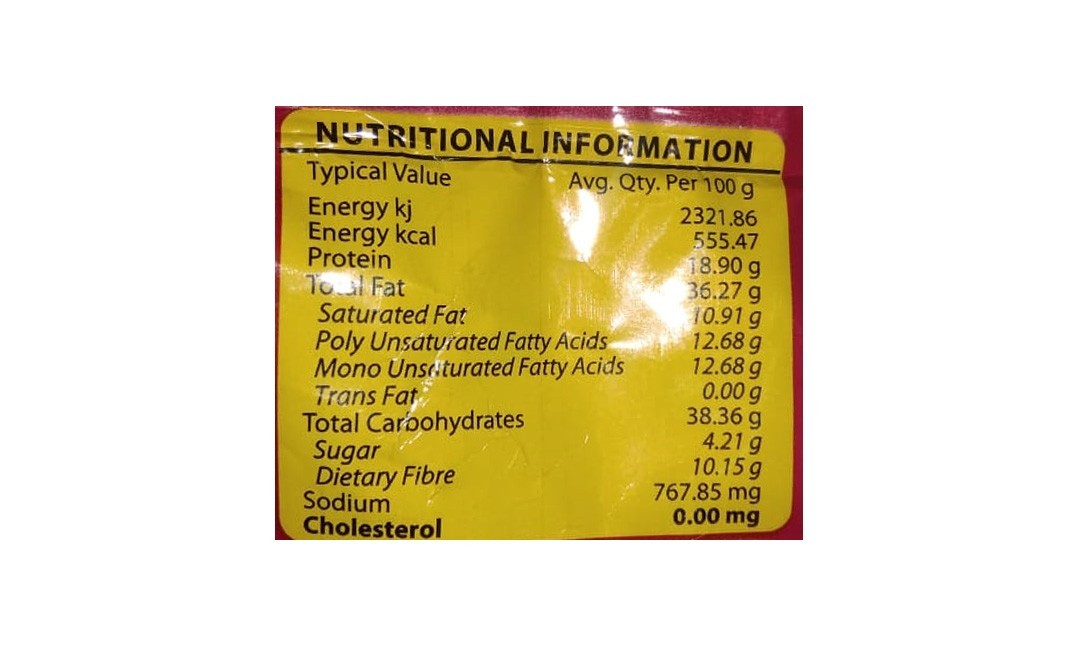 NUTRITIONAL INFORMATION
Typical Value Avg. Qty. Per 100 g
Energy kj 2321.86
Energy kcal 555.47
Protein 18.90 g
Total Fat 36.27 g
Saturated Fat 10.91 g
Poly Unsaturated Fatty Acids 12.68 g
Mono Unsaturated Fatty Acids 12.68 g
Trans Fat 0.00 g
Total Carbohydrates 38.36 g
Sugar 4.21 g
Dietary Fibre 10.15 g
Sodium 767.85 mg
Cholesterol 0.00 mg